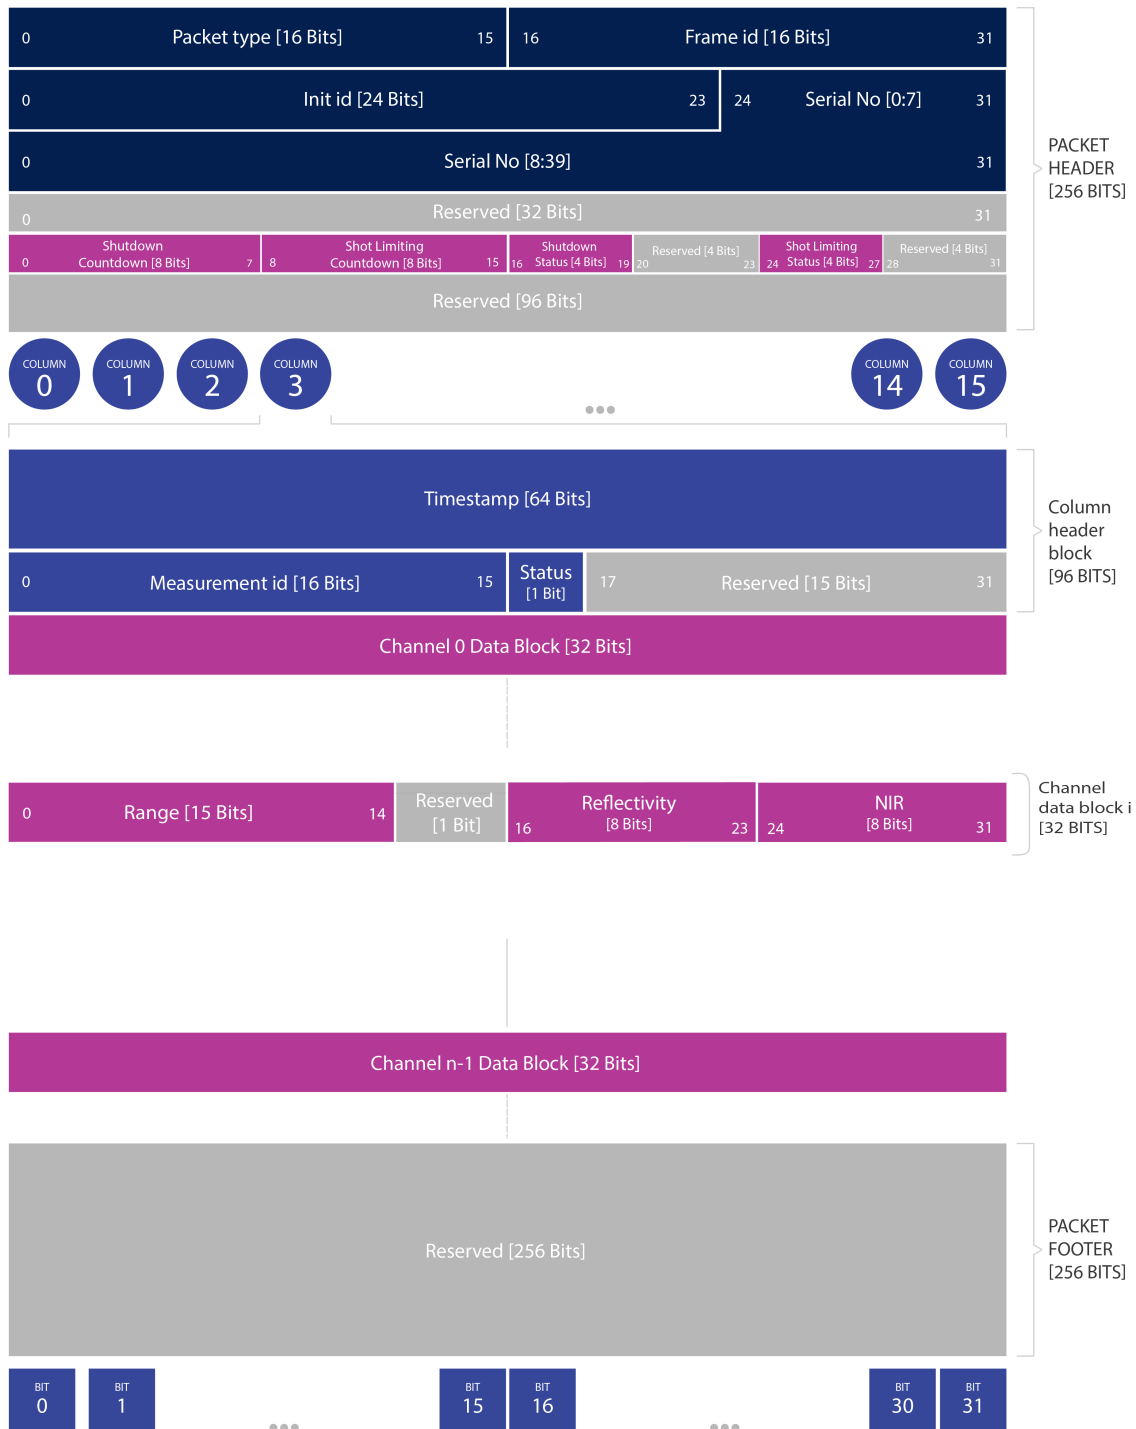 0 Packet type [16 Bits] 15 16 Frame id [16 Bits] 31
0 Init id [24 Bits] 23 24 Serial No [0:7] 31
0 Serial No [8:39] 31
PACKET
HEADER
[256 BITS]
0 Reserved [32 Bits] 31
Shutdown
0 Countdown [8 Bits] 7
Shot Limiting
8 Countdown [8 Bits] 15
Shutdown
16 Status [4 Bits] 19
Reserved [4 Bits]
20 23
Shot Limiting
24 Status [4 Bits] 27
Reserved [4 Bits]
28 31
Reserved [96 Bits]
COLUMN
0
COLUMN
1
COLUMN
2
COLUMN
3
COLUMN
14
COLUMN
15
Timestamp [64 Bits]
Column
header
block
[96 BITS]
0 Measurement id [16 Bits] 15
Status
[1 Bit]
17 Reserved [15 Bits] 31
Channel 0 Data Block [32 Bits]
0 Range [15 Bits] 14
Reserved
[1 Bit]
Reflectivity
[8 Bits]
16 23
NIR
[8 Bits]
24 31
Channel
data block i
[32 BITS]
Channel n-1 Data Block [32 Bits]
Reserved [256 Bits]
PACKET
FOOTER
[256 BITS]
BIT
0
BIT
1
BIT
15
BIT
16
BIT
30
BIT
31